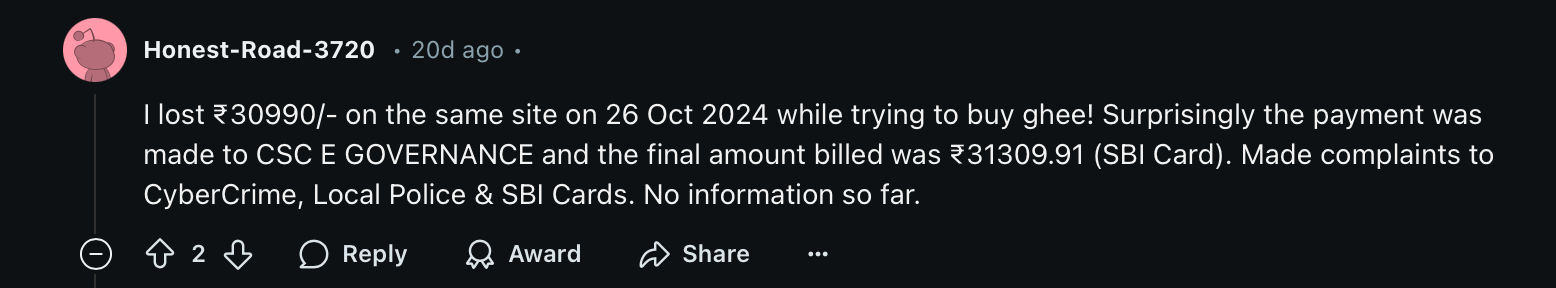 Honest-Road-3720 • 20d ago •
I lost ₹30990/- on the same site on 26 Oct 2024 while trying to buy ghee! Surprisingly the payment was
made to CSC E GOVERNANCE and the final amount billed was ₹31309.91 (SBI Card). Made complaints to
CyberCrime, Local Police & SBI Cards. No information so far.
2 Reply Award Share ...